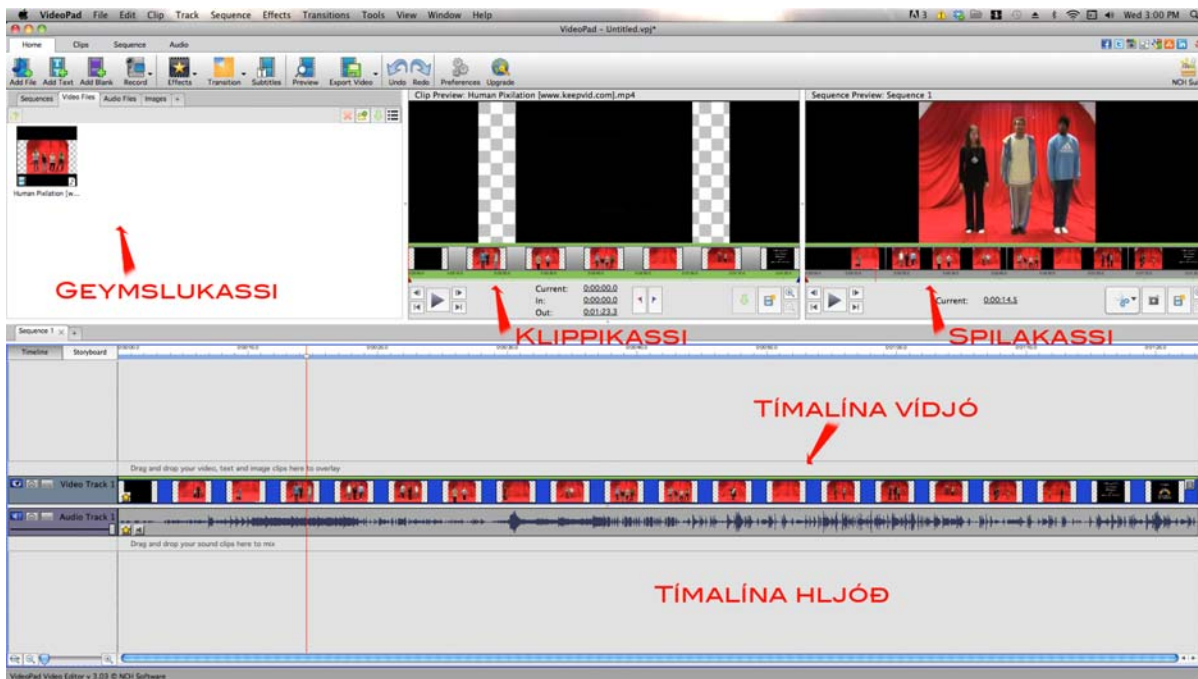 VideoPad File Edit Clip Track Sequence Effects Transitions Tools View Window Help
3 Wed 3:00 PM
VideoPad - Untitled.vpj*
Home Clips Sequence Audio
Add File Add Text Add Blank Record Effects Transition Subtitles Preview Export Video Undo Redo Preferences Upgrade
Sequences Video Files Audio Files Images +
Clip Preview: Human Pixilation [www.keepvid.com].mp4
Sequence Preview: Sequence 1
Human Pixilation [w...
GEYMSLUKASSI
Current: 0:00:00.0
In: 0:00:00.0
Out: 0:01:23.3
Current: 0:00:14.5
KLIPPIKASSI
SPILAKASSI
Sequence 1 × +
Timeline Storyboard
TÍMALÍNA VÍDJÓ
Drag and drop your video, text and image clips here to overlay
Video Track 1
Audio Track 1
Drag and drop your sound clips here to mix
TÍMALÍNA HLJÓÐ
VideoPad Video Editor v 3.03 © NCH Software